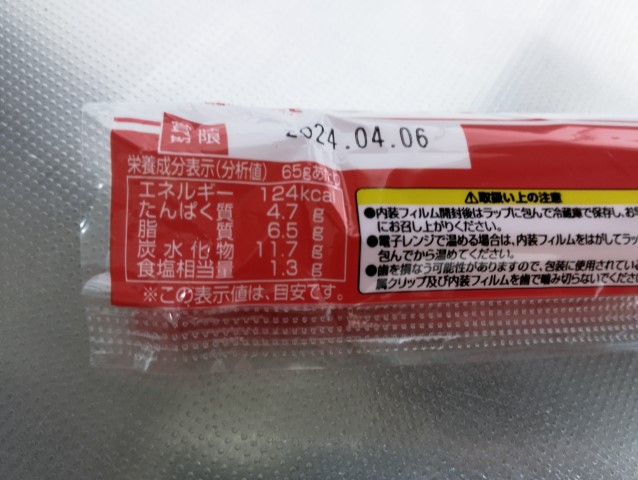 賞味期限 2024.04.06
栄養成分表示(分析値) 65gあたり
エネルギー 124kcal
たんぱく質 4.7 g
脂質 6.5 g
炭水化物 11.7 g
食塩相当量 1.3 g
※この表示値は、目安です。
⚠取扱い上の注意
●内装フィルム開封後はラップに包んで冷蔵庫で保存し、お早
にお召し上がりください。
●電子レンジで温める場合は、内装フィルムをはがしてラッ
包んでから温めてください。
●歯を損なう可能性がありますので、包装に使用されている
属クリップ及び内装フィルムを歯で噛み切らないでくださ